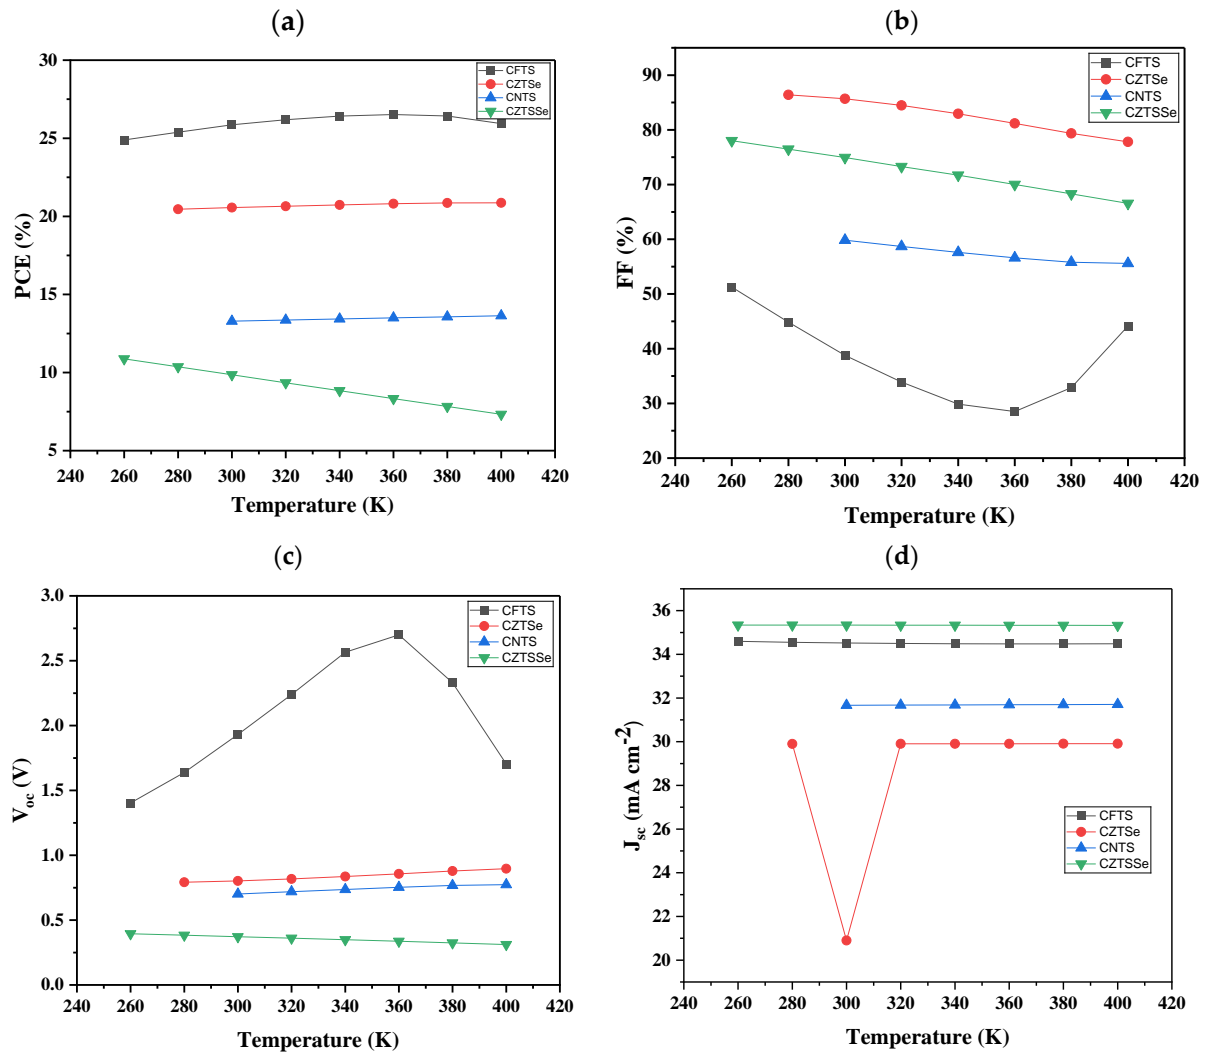 (a)
30
25
20
15
10
5
PCE (%)
CFTS
CZTSe
CNTS
CZTSSe
240 260 280 300 320 340 360 380 400 420
Temperature (K)
(b)
90
80
70
60
50
40
30
20
FF (%)
CFTS
CZTSe
CNTS
CZTSSe
240 260 280 300 320 340 360 380 400 420
Temperature (K)
(c)
3.0
2.5
2.0
1.5
1.0
0.5
0.0
Voc (V)
CFTS
CZTSe
CNTS
CZTSSe
240 260 280 300 320 340 360 380 400 420
Temperature (K)
(d)
36
34
32
30
28
26
24
22
20
Jsc (mA cm-2)
CFTS
CZTSe
CNTS
CZTSSe
240 260 280 300 320 340 360 380 400 420
Temperature (K)